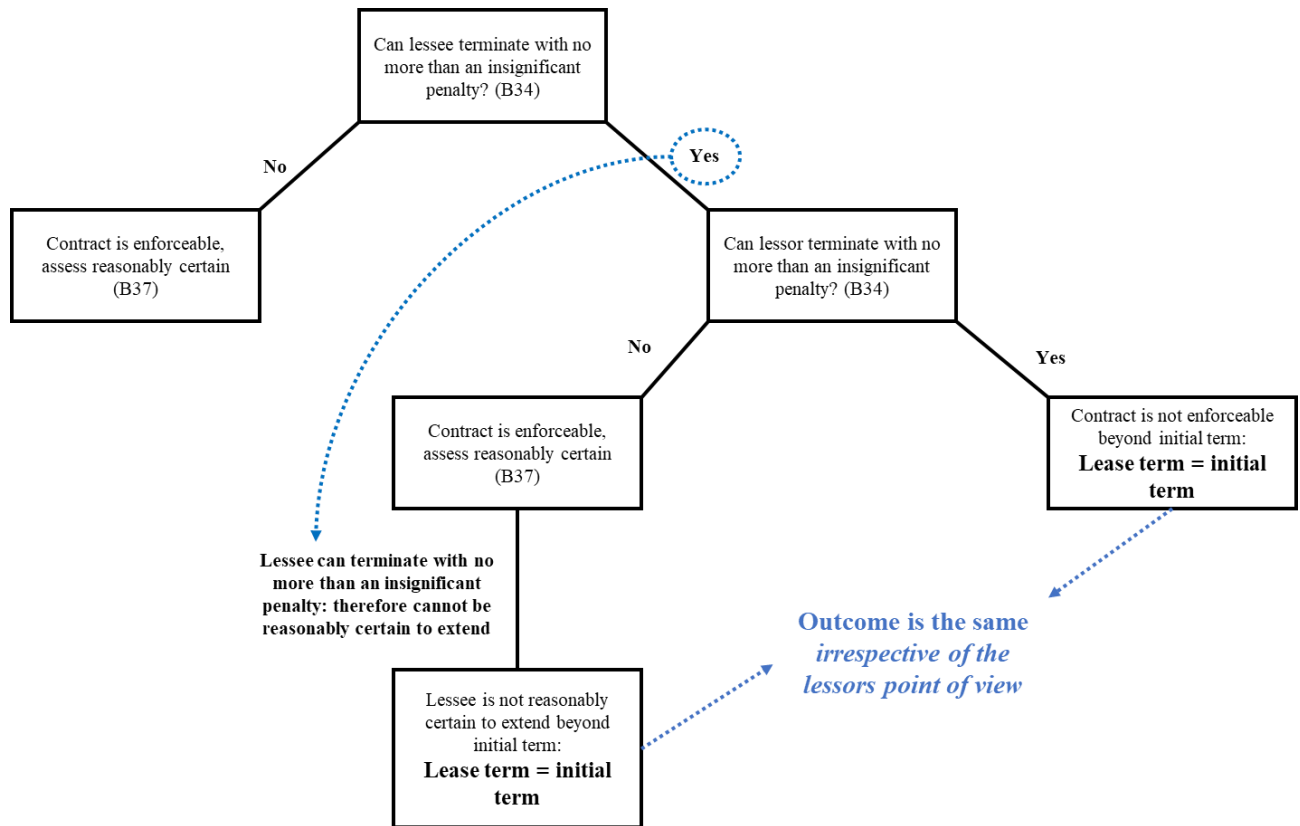 Can lessee terminate with no
more than an insignificant
penalty? (B34)
No
Yes
Contract is enforceable,
assess reasonably certain
(B37)
Can lessor terminate with no
more than an insignificant
penalty? (B34)
No
Yes
Contract is enforceable,
assess reasonably certain
(B37)
Contract is not enforceable
beyond initial term:
Lease term = initial
term
Lessee can terminate with no
more than an insignificant
penalty: therefore cannot be
reasonably certain to extend
Outcome is the same
irrespective of the
lessors point of view
Lessee is not reasonably
certain to extend beyond
initial term:
Lease term = initial
term